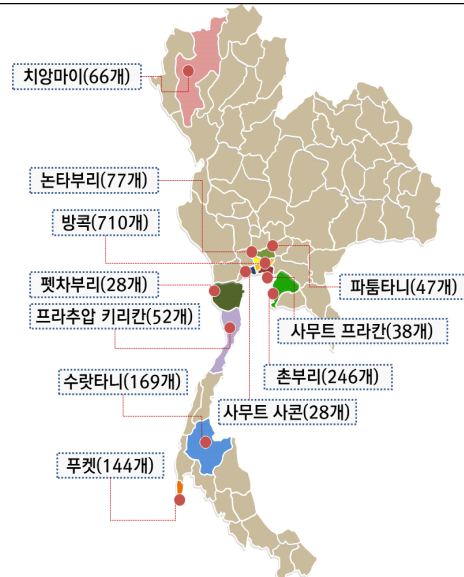 치앙마이(66개)
논타부리(77개)
방콕(710개)
펫차부리(28개)
파툼타니(47개)
프라추압 키리칸(52개)
사무트 프라칸(38개)
수랏타니(169개)
촌부리(246개)
사무트 사콘(28개)
푸켓(144개)